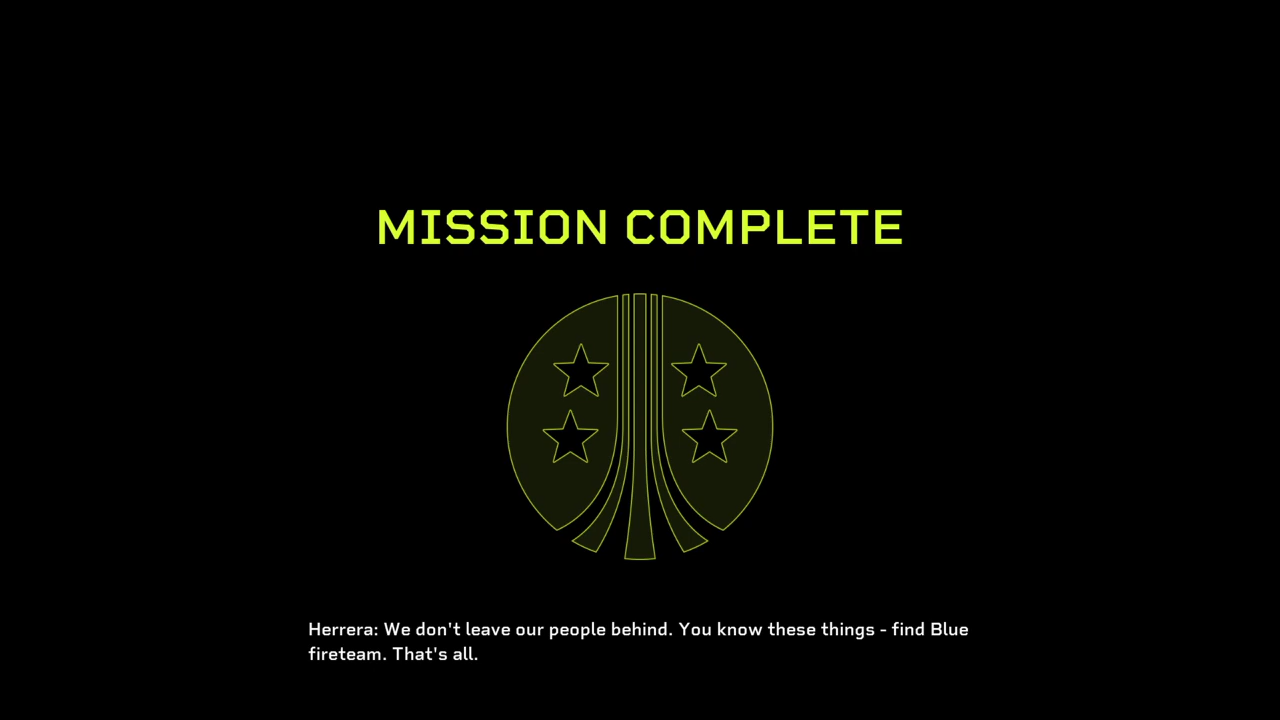 MISSION COMPLETE
Herrera: We don't leave our people behind. You know these things - find Blue
fireteam. That's all.